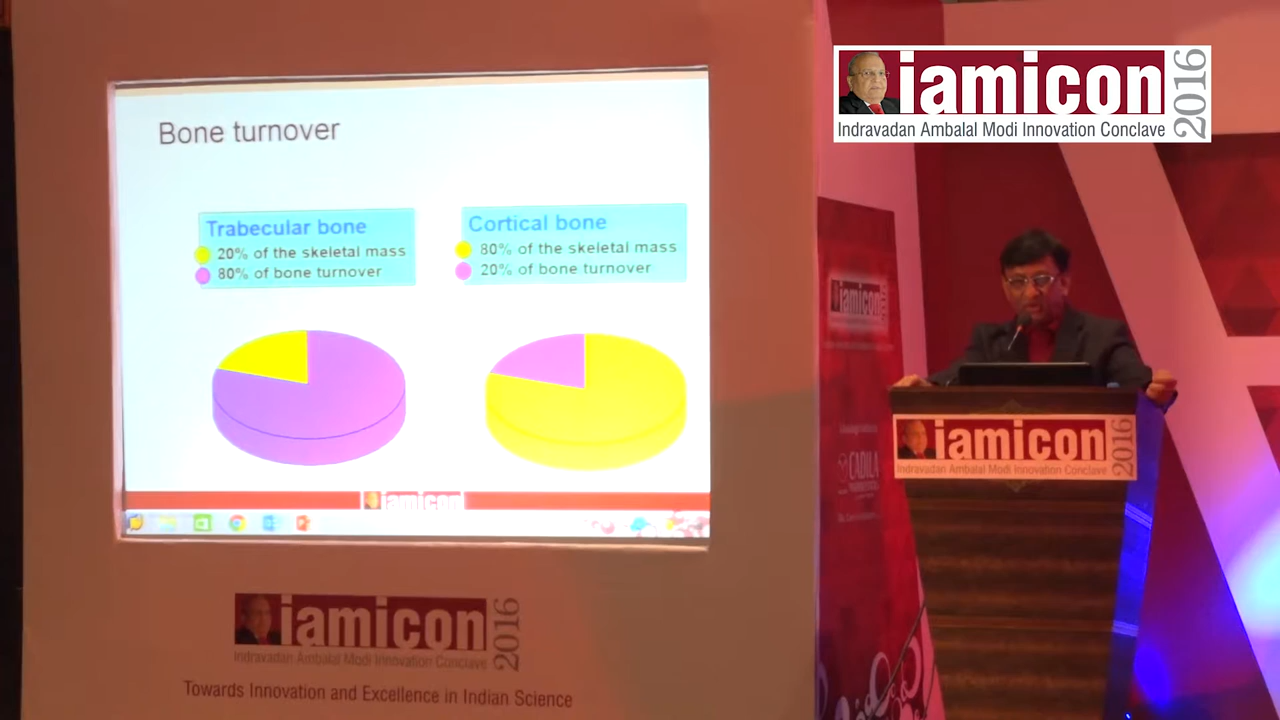 iamicon 2016
Indravadan Ambalal Modi Innovation Conclave
Bone turnover
Trabecular bone
20% of the skeletal mass
80% of bone turnover
Cortical bone
80% of the skeletal mass
20% of bone turnover
iamicon
iamicon 2016
Indravadan Ambalal Modi Innovation Conclave
Towards Innovation and Excellence in Indian Science
iamicon
CADILA
iamicon 2016
Indravadan Ambalal Modi Innovation Conclave